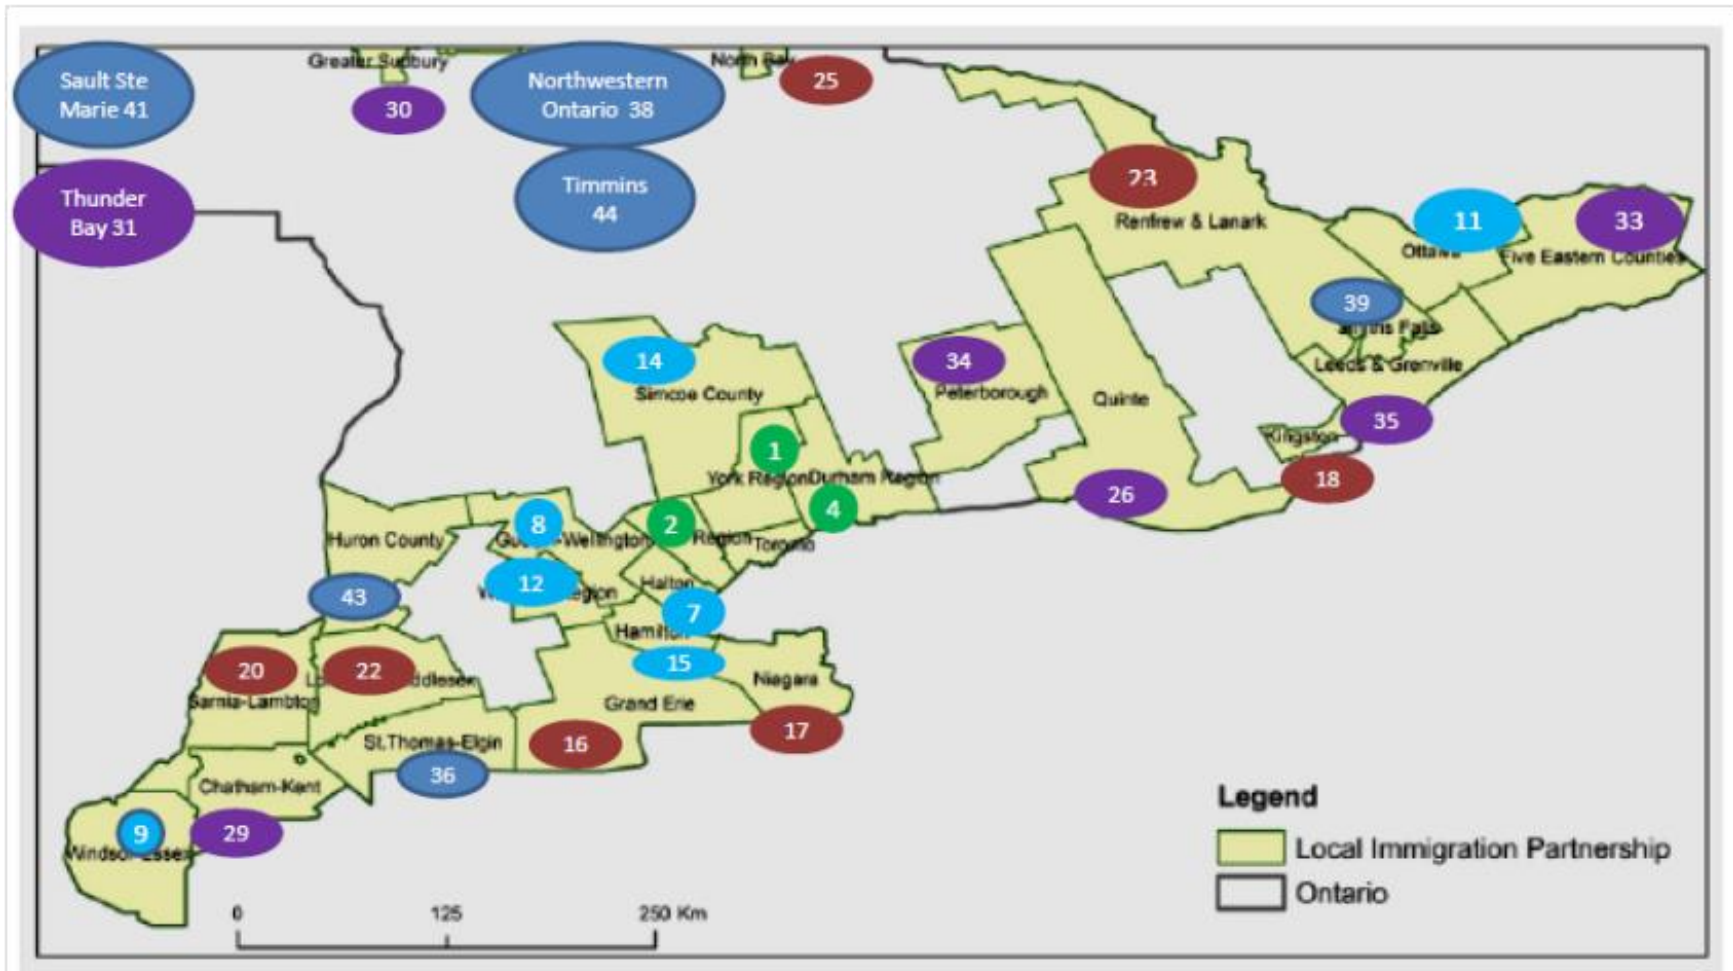 Greater Sudbury
North Bay
Sault Ste
Marie 41
Northwestern
Ontario 38
25
30
23
Timmins
44
Thunder
Bay 31
Renfrew & Lanark
11
33
Ottawa
Five Eastern Counties
39
Falls
14
34
Leeds & Grenville
Simcoe County
Peterborough
Quinte
35
Kingston
1
York Region
Durham Region
18
26
4
8
2
Huron County
-Wellington
Region
Toronto
12
Region
Halton
43
7
Hamilton
15
20
22
Niagara
Sarnia-Lambton
Grand Erie
17
St.Thomas-Elgin
16
36
Chatham-Kent
9
29
Windsor-Essex
Legend
Local Immigration Partnership
Ontario
0 125 250 Km